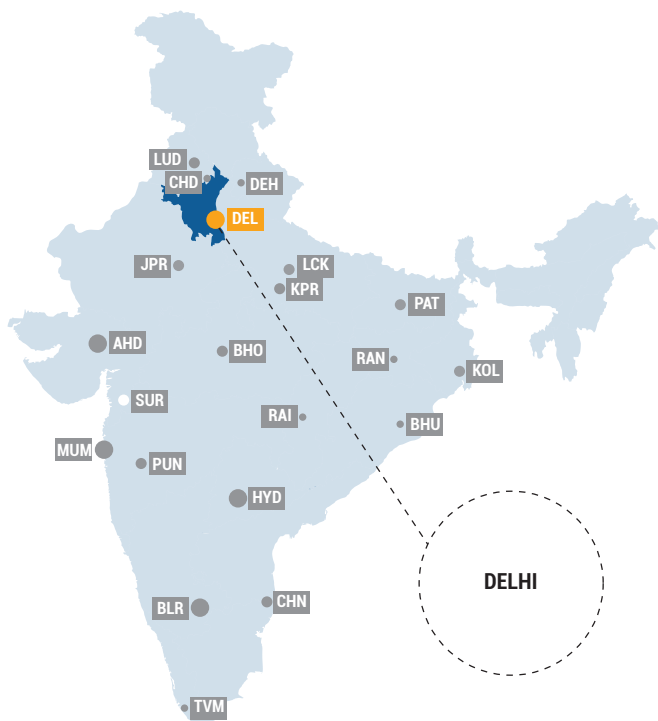 LUD
CHD
DEH
DEL
JPR
LCK
KPR
PAT
AHD
BHO
RAN
KOL
SUR
RAI
BHU
MUM
PUN
HYD
DELHI
BLR
CHN
TVM